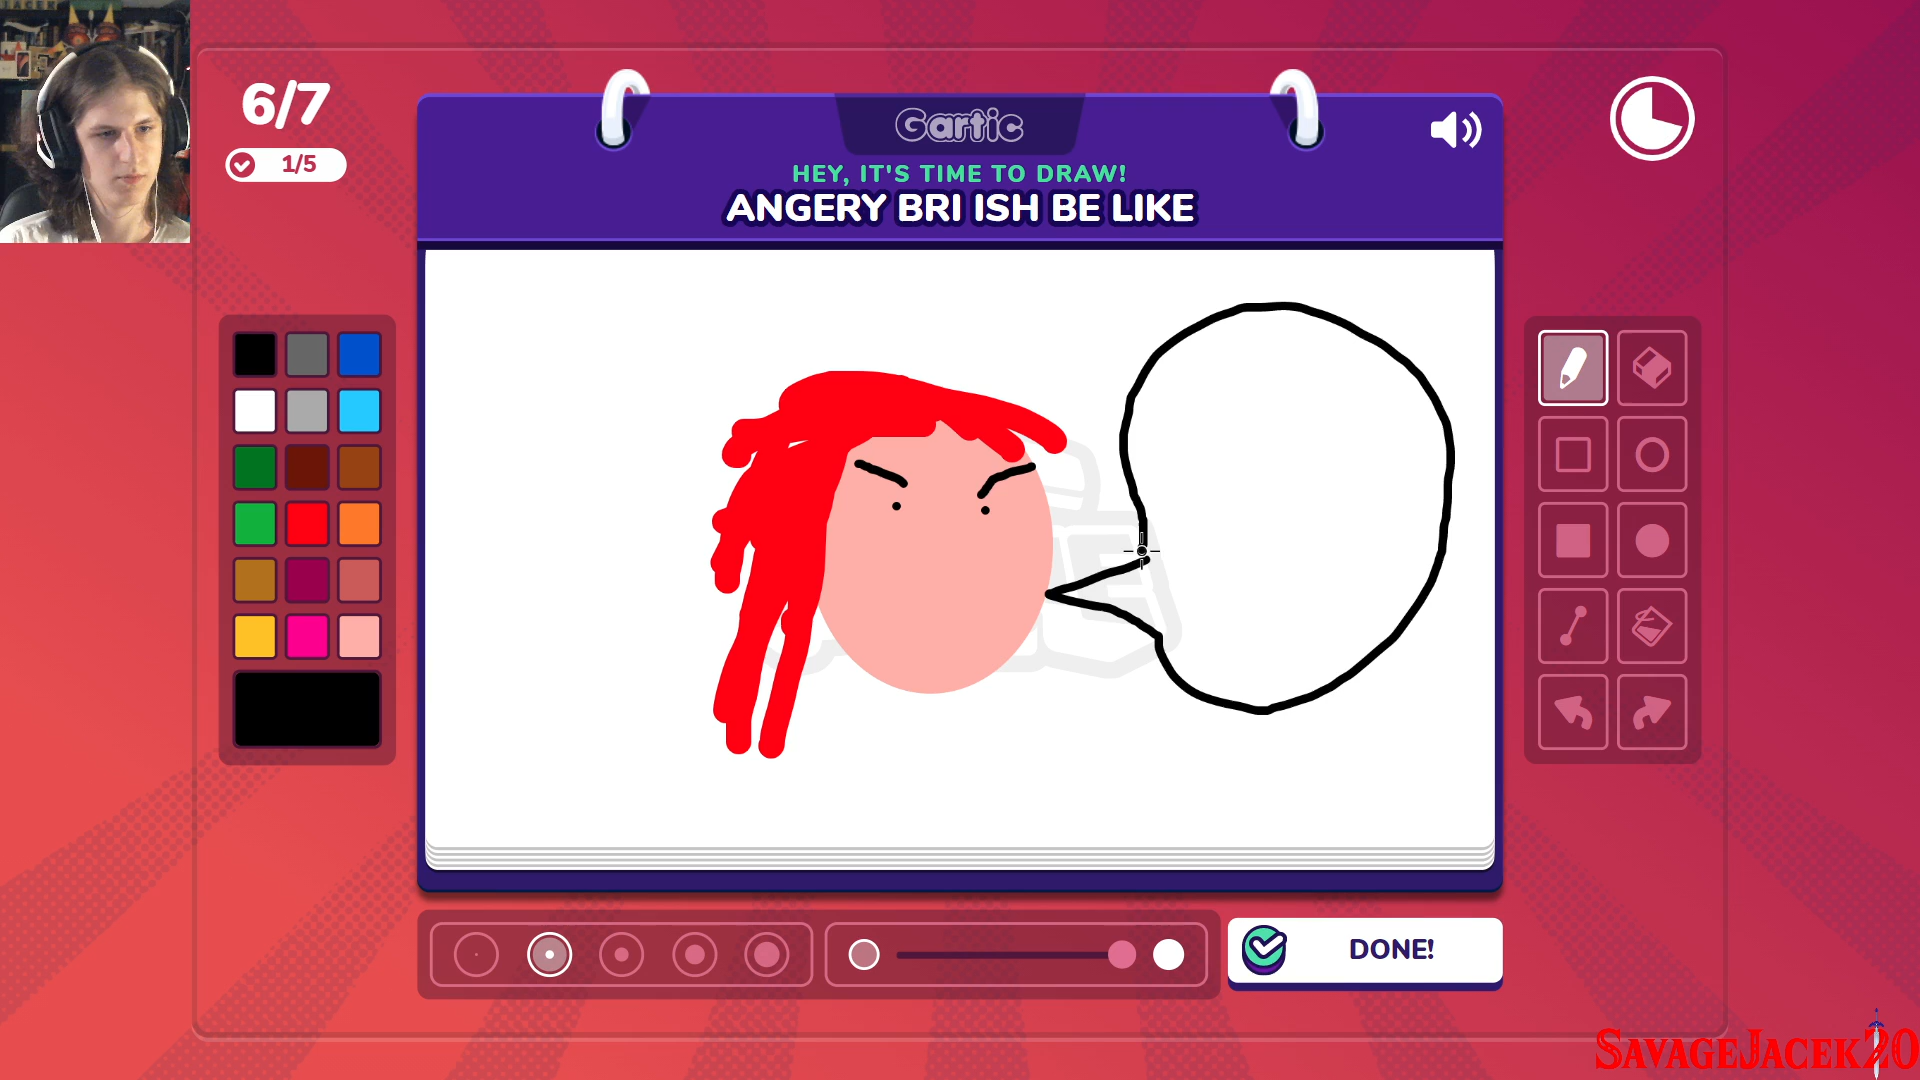 6/7
1/5
Gartic
HEY, IT'S TIME TO DRAW!
ANGERY BRI ISH BE LIKE
DONE!
SavageJacek20